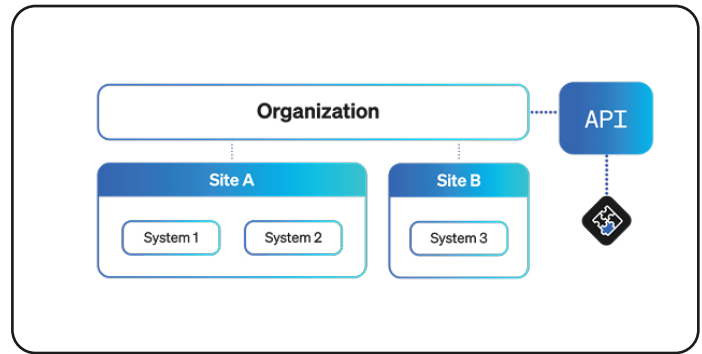 Organization
API
Site A
Site B
System 1
System 2
System 3